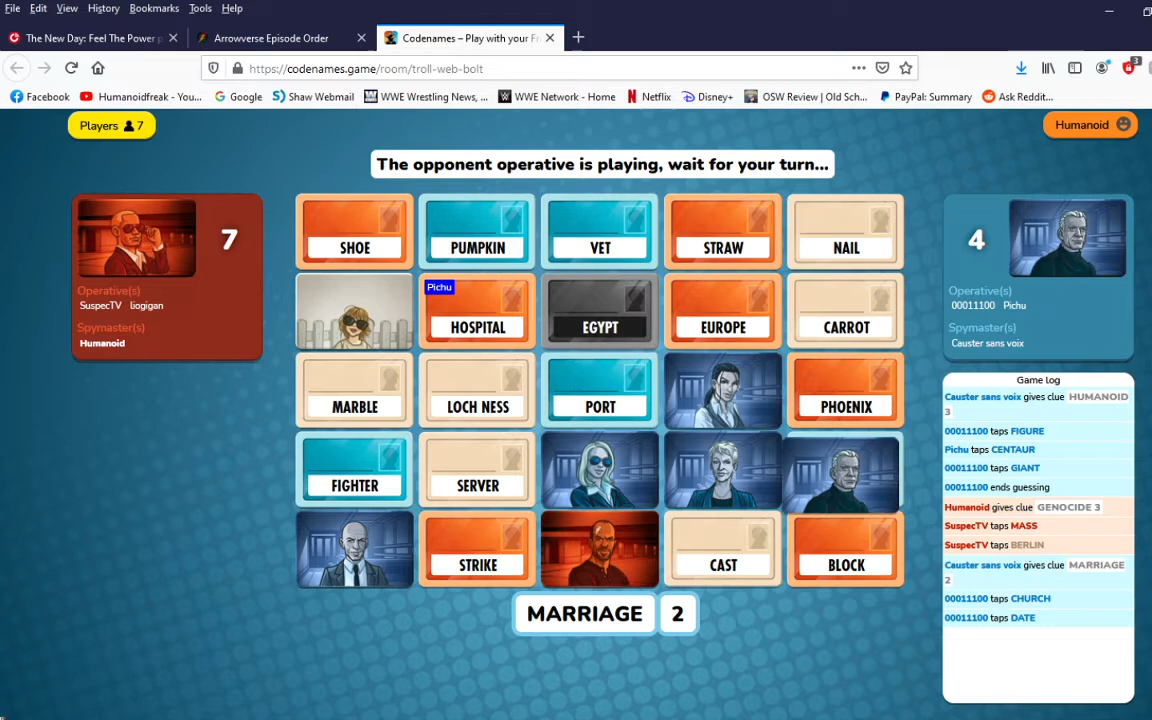 File Edit View History Bookmarks Tools Help
The New Day: Feel The Power p
Arrowverse Episode Order
Codenames – Play with your Fr
https://codenames.game/room/troll-web-bolt
3
Facebook Humanoidfreak - You... Google Shaw Webmail WWE Wrestling News, ... WWE Network - Home Netflix Disney+ OSW Review | Old Sch... PayPal: Summary Ask Reddit...
Players 7
Humanoid
The opponent operative is playing, wait for your turn...
7
Operative(s)
SuspecTV liogigan
Spymaster(s)
Humanoid
SHOE PUMPKIN VET STRAW NAIL
Pichu
HOSPITAL EGYPT EUROPE CARROT
MARBLE LOCH NESS PORT PHOENIX
FIGHTER SERVER
STRIKE CAST BLOCK
MARRIAGE 2
4
Operative(s)
00011100 Pichu
Spymaster(s)
Causter sans voix
Game log
Causter sans voix gives clue HUMANOID
3
00011100 taps FIGURE
Pichu taps CENTAUR
00011100 taps GIANT
00011100 ends guessing
Humanoid gives clue GENOCIDE 3
SuspecTV taps MASS
SuspecTV taps BERLIN
Causter sans voix gives clue MARRIAGE
2
00011100 taps CHURCH
00011100 taps DATE